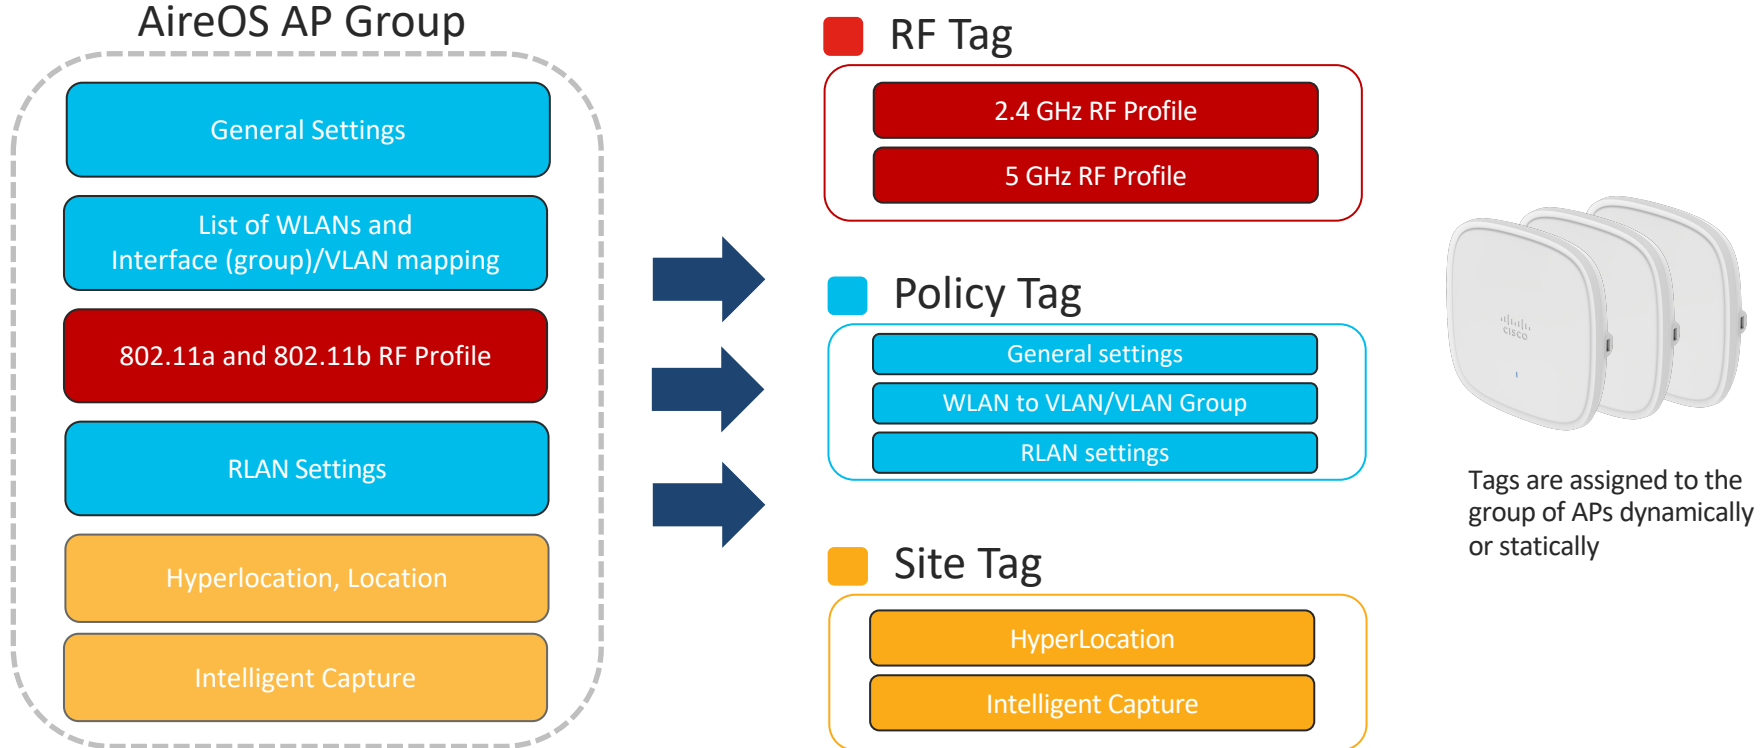 AireOS AP Group
General Settings
List of WLANs and
Interface (group)/VLAN mapping
802.11a and 802.11b RF Profile
RLAN Settings
Hyperlocation, Location
Intelligent Capture
RF Tag
2.4 GHz RF Profile
5 GHz RF Profile
Policy Tag
General settings
WLAN to VLAN/VLAN Group
RLAN settings
Site Tag
HyperLocation
Intelligent Capture
CISCO
Tags are assigned to the
group of APs dynamically
or statically